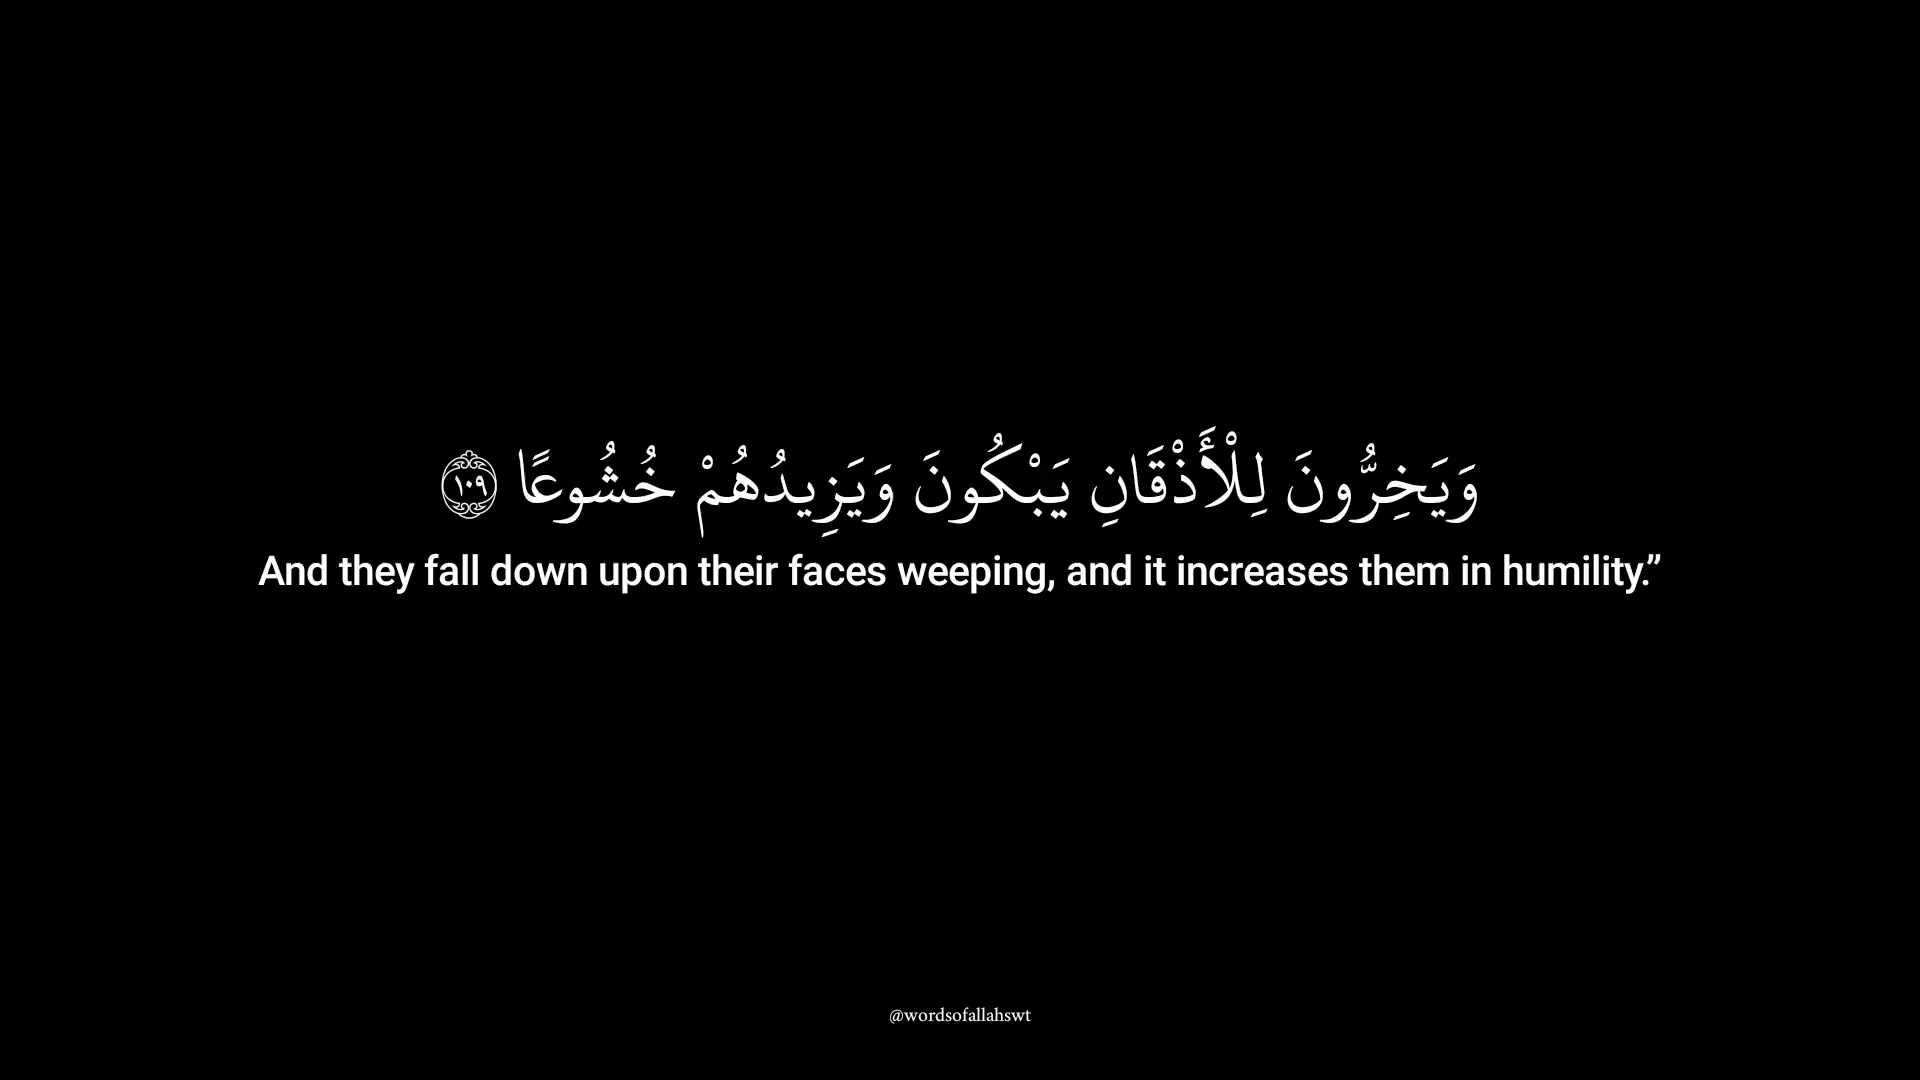 وَيَخِرُّونَ لِلْأَذْقَانِ يَبْكُونَ وَيَزِيدُهُمْ خُشُوعًا ١٠٩
And they fall down upon their faces weeping, and it increases them in humility.”
@wordsofallahswt